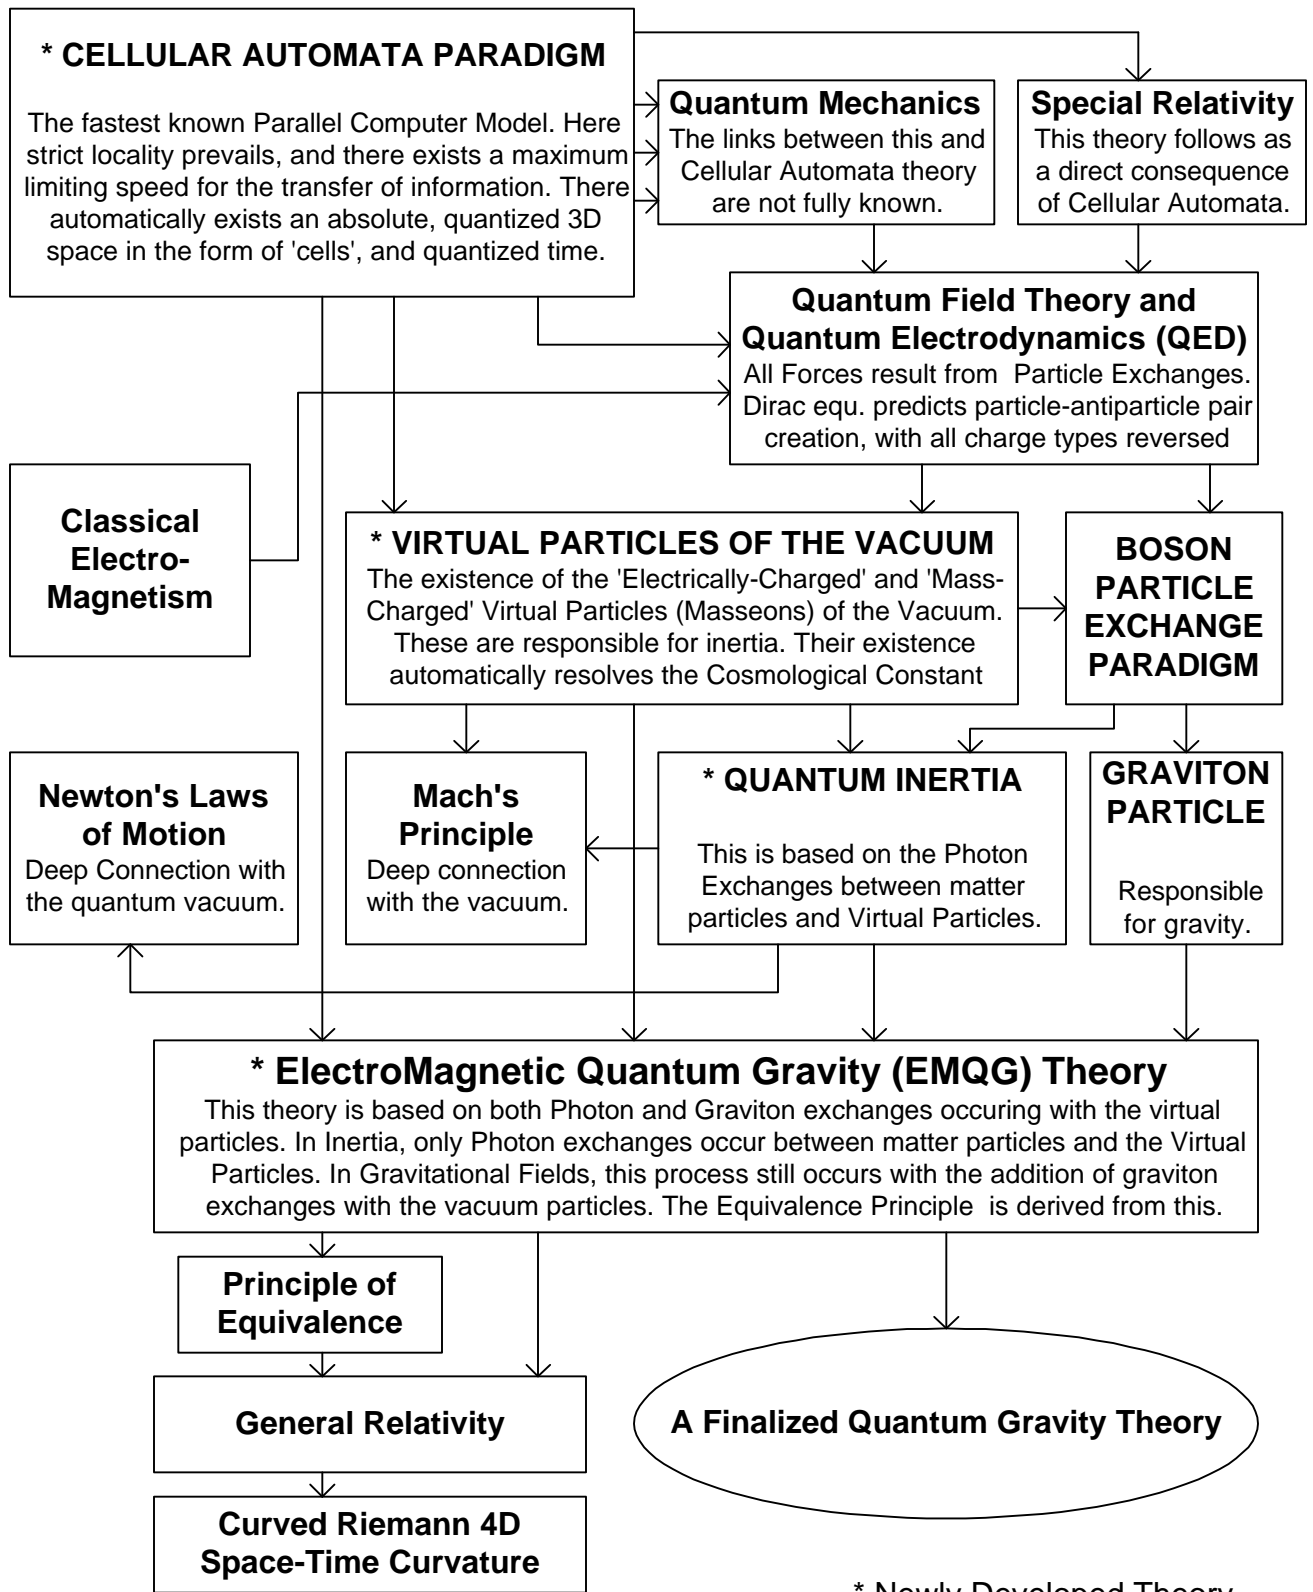 * CELLULAR AUTOMATA PARADIGM
The fastest known Parallel Computer Model. Here
strict locality prevails, and there exists a maximum
limiting speed for the transfer of information. There
automatically exists an absolute, quantized 3D
space in the form of 'cells', and quantized time.
Quantum Mechanics
The links between this and
Cellular Automata theory
are not fully known.
Special Relativity
This theory follows as
a direct consequence
of Cellular Automata.
Quantum Field Theory and
Quantum Electrodynamics (QED)
All Forces result from Particle Exchanges.
Dirac equ. predicts particle-antiparticle pair
creation, with all charge types reversed
Classical
Electro-
Magnetism
* VIRTUAL PARTICLES OF THE VACUUM
The existence of the 'Electrically-Charged' and 'Mass-
Charged' Virtual Particles (Masseons) of the Vacuum.
These are responsible for inertia. Their existence
automatically resolves the Cosmological Constant
BOSON
PARTICLE
EXCHANGE
PARADIGM
Newton's Laws
of Motion
Deep Connection with
the quantum vacuum.
Mach's
Principle
Deep connection
with the vacuum.
* QUANTUM INERTIA
This is based on the Photon
Exchanges between matter
particles and Virtual Particles.
GRAVITON
PARTICLE
Responsible
for gravity.
* ElectroMagnetic Quantum Gravity (EMQG) Theory
This theory is based on both Photon and Graviton exchanges occuring with the virtual
particles. In Inertia, only Photon exchanges occur between matter particles and the Virtual
Particles. In Gravitational Fields, this process still occurs with the addition of graviton
exchanges with the vacuum particles. The Equivalence Principle is derived from this.
Principle of
Equivalence
General Relativity
A Finalized Quantum Gravity Theory
Curved Riemann 4D
Space-Time Curvature
* Newly Developed Theory